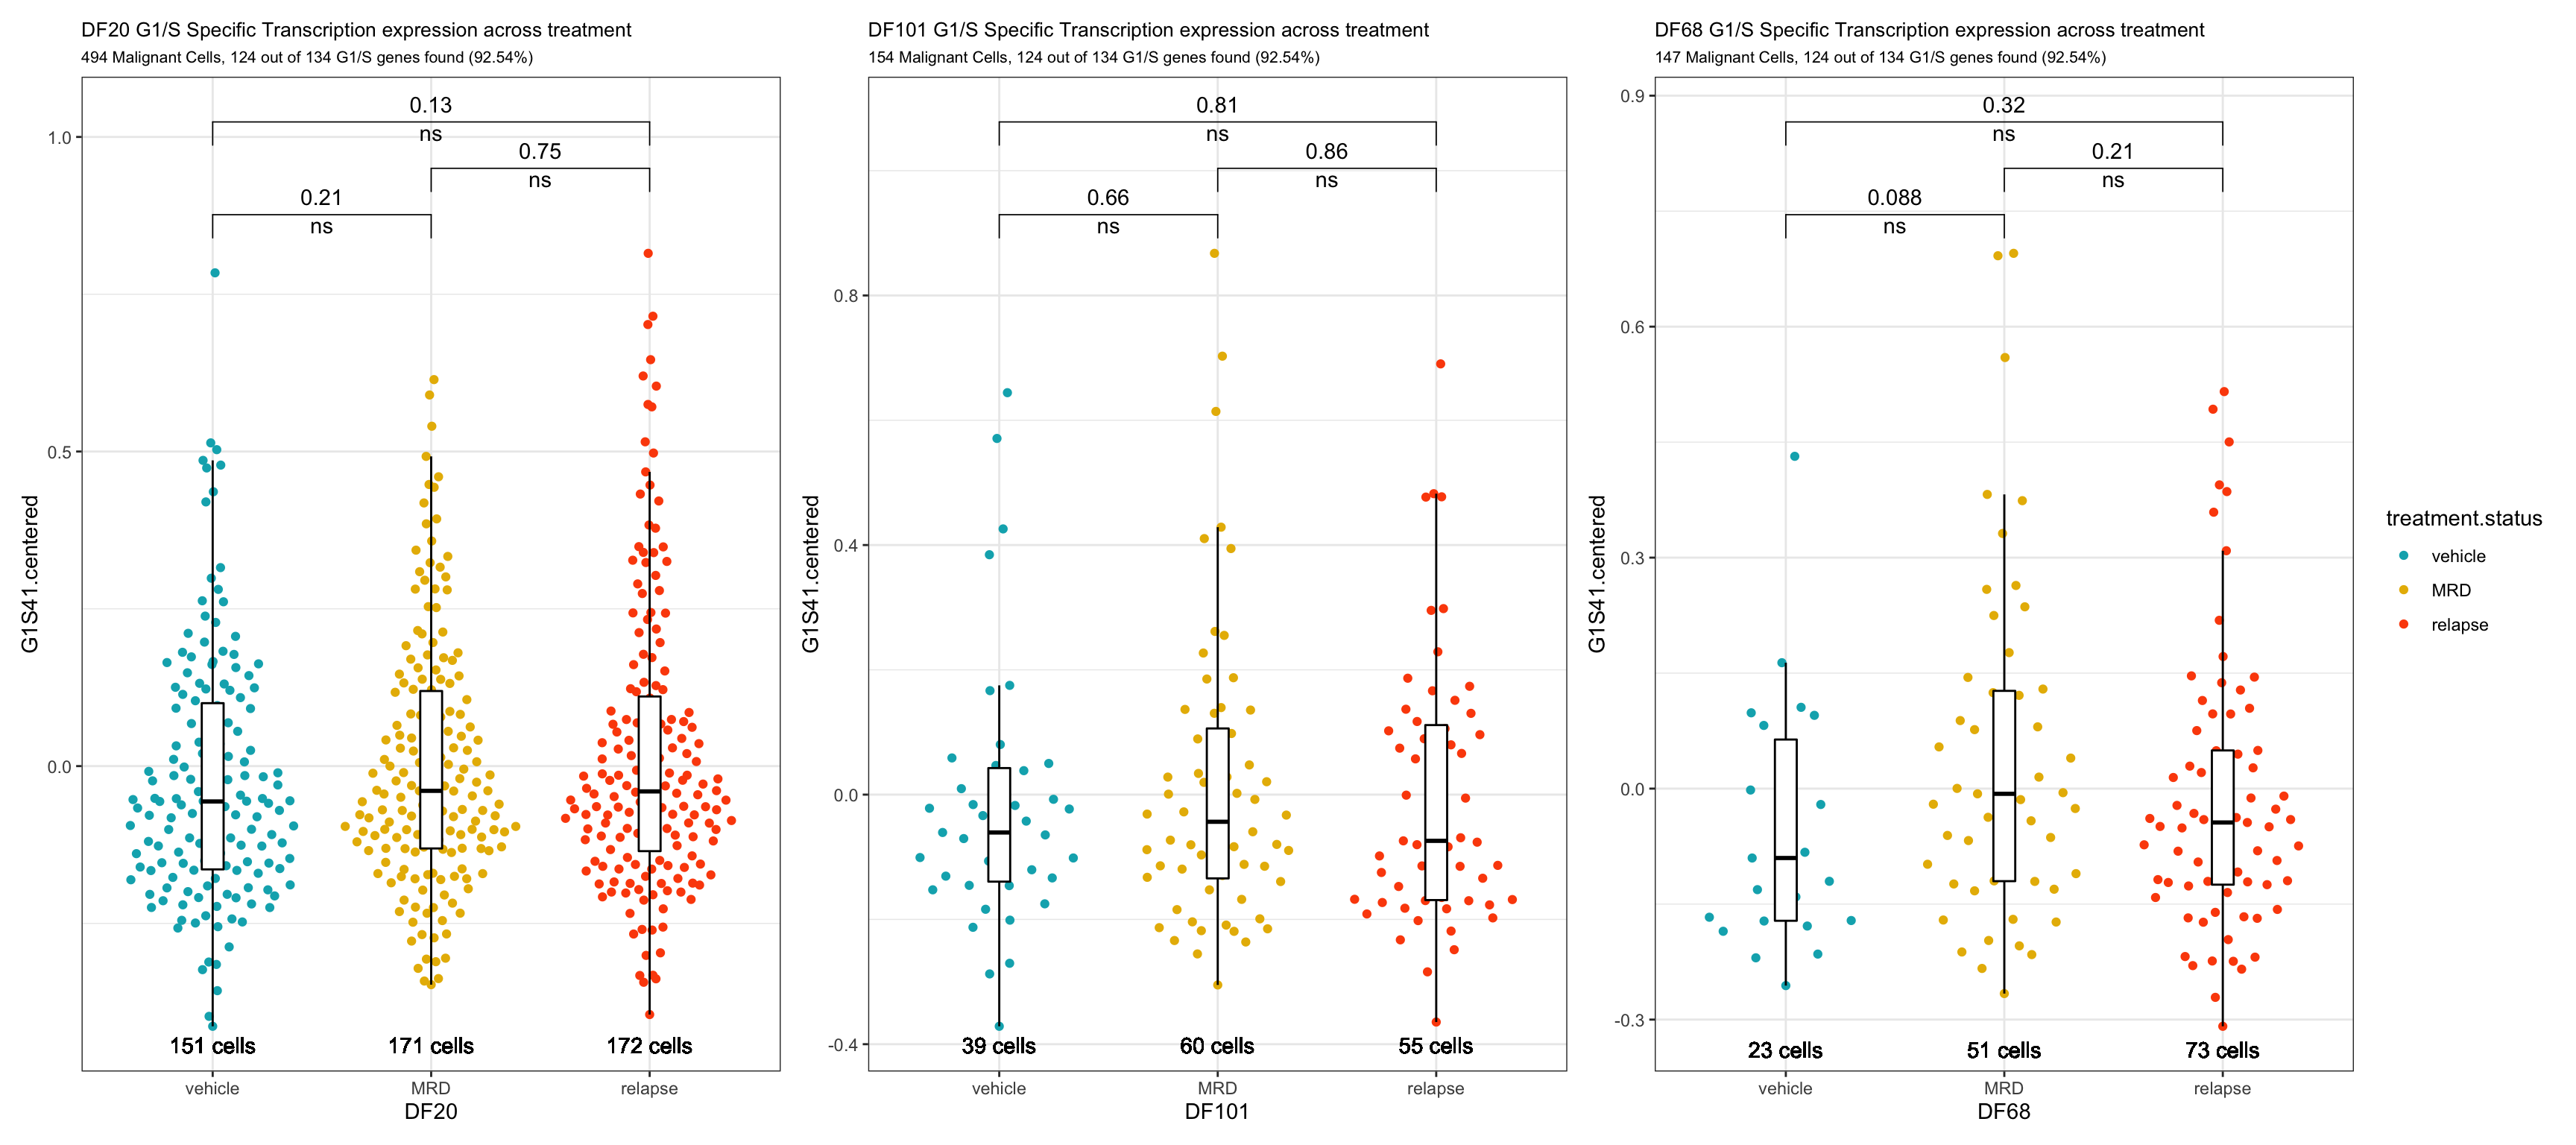 DF20 G1/S Specific Transcription expression across treatment
494 Malignant Cells, 124 out of 134 G1/S genes found (92.54%)
0.13
ns
0.75
ns
0.21
ns
1.0
0.5
0.0
G1S41.centered
151 cells
171 cells
172 cells
vehicle
MRD
relapse
DF20
DF101 G1/S Specific Transcription expression across treatment
154 Malignant Cells, 124 out of 134 G1/S genes found (92.54%)
0.81
ns
0.86
ns
0.66
ns
0.8
0.4
0.0
-0.4
G1S41.centered
39 cells
60 cells
55 cells
vehicle
MRD
relapse
DF101
DF68 G1/S Specific Transcription expression across treatment
147 Malignant Cells, 124 out of 134 G1/S genes found (92.54%)
0.32
ns
0.21
ns
0.088
ns
0.9
0.6
0.3
0.0
-0.3
G1S41.centered
23 cells
51 cells
73 cells
vehicle
MRD
relapse
DF68
treatment.status
vehicle
MRD
relapse